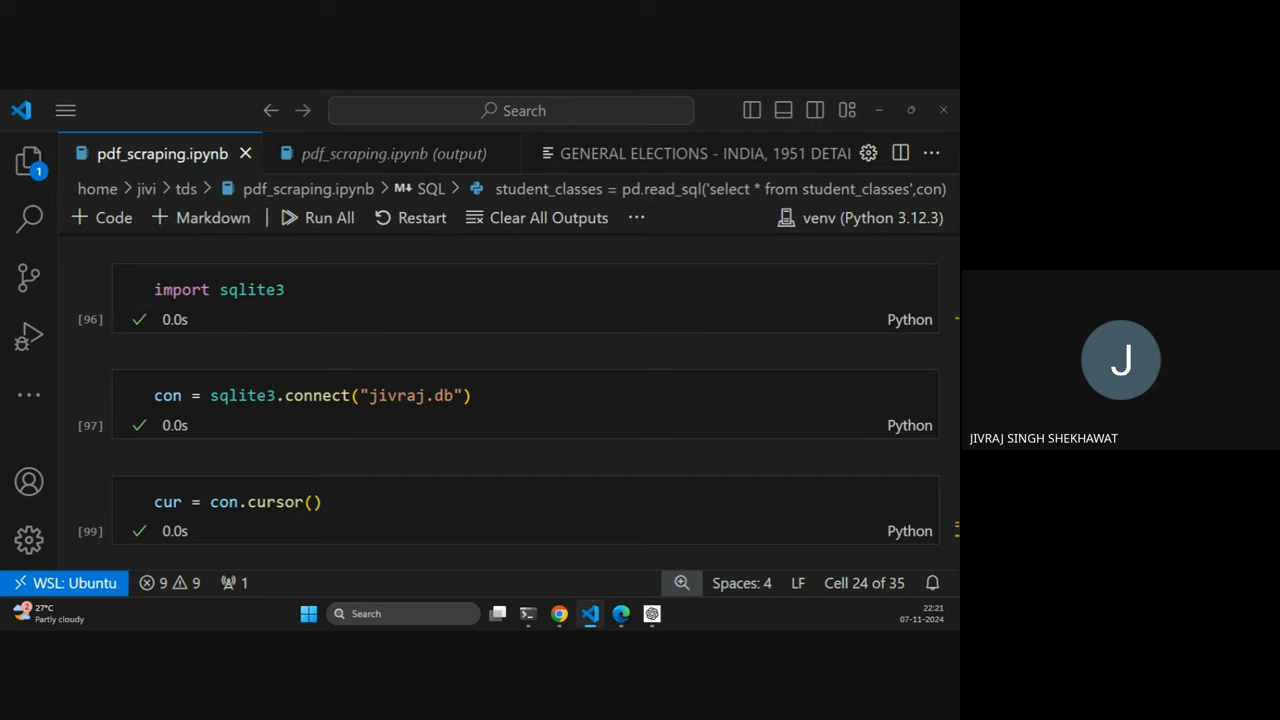 Search
pdf_scraping.ipynb
pdf_scraping.ipynb (output)
GENERAL ELECTIONS - INDIA, 1951 DETAI
1
home > jivi > tds > pdf_scraping.ipynb > M↓ SQL > student_classes = pd.read_sql('select * from student_classes',con)
+ Code + Markdown | Run All Restart Clear All Outputs ... venv (Python 3.12.3)
import sqlite3
[96] 0.0s Python
con = sqlite3.connect("jivraj.db")
[97] 0.0s Python
cur = con.cursor()
[99] 0.0s Python
WSL: Ubuntu 9 9 1 Spaces: 4 LF Cell 24 of 35
2
27°C
Partly cloudy
Search
22:21
07-11-2024
J
JIVRAJ SINGH SHEKHAWAT